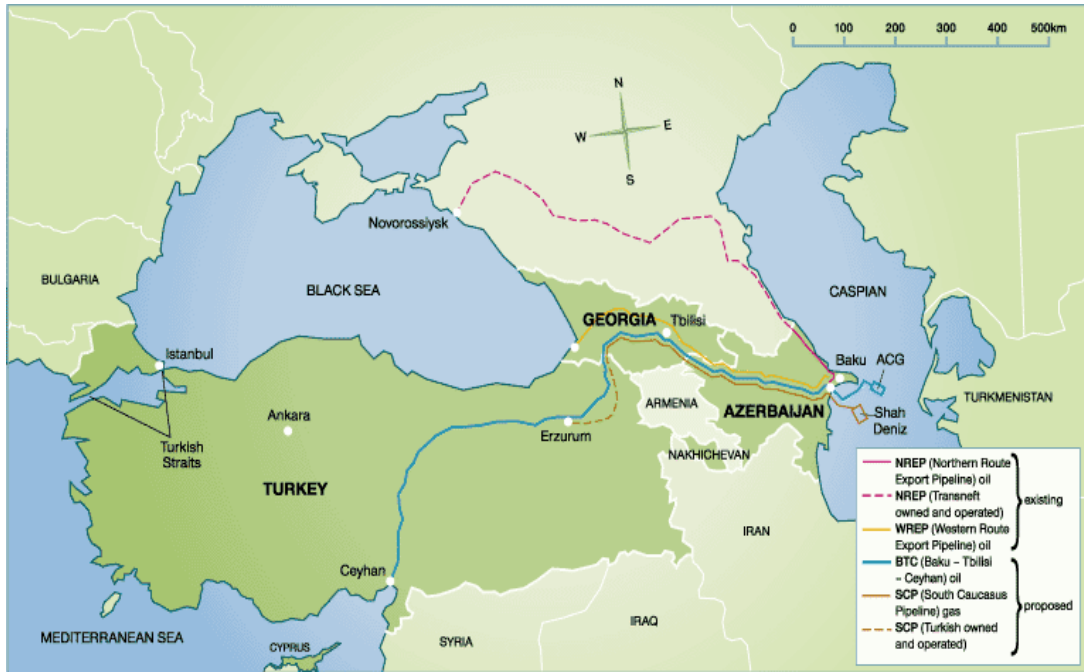 0 100 200 300 500km
N
W
E
S
Novorossiysk
BULGARIA
BLACK SEA
CASPIAN
GEORGIA
Tbilisi
Istanbul
Baku
ACG
TURKMENISTAN
Ankara
ARMENIA
AZERBAIJAN
Shah
Deniz
Erzurum
Turkish
Straits
NAKHICHEVAN
TURKEY
IRAN
Ceyhan
MEDITERRANEAN SEA
CYPRUS
SYRIA
IRAQ
NREP (Northern Route
Export Pipeline) oil
NREP (Transneft
owned and operated)
existing
WREP (Western Route
Export Pipeline) oil
BTC (Baku – Tbilisi
– Ceyhan) oil
SCP (South Caucasus
Pipeline) gas
proposed
SCP (Turkish owned
and operated)